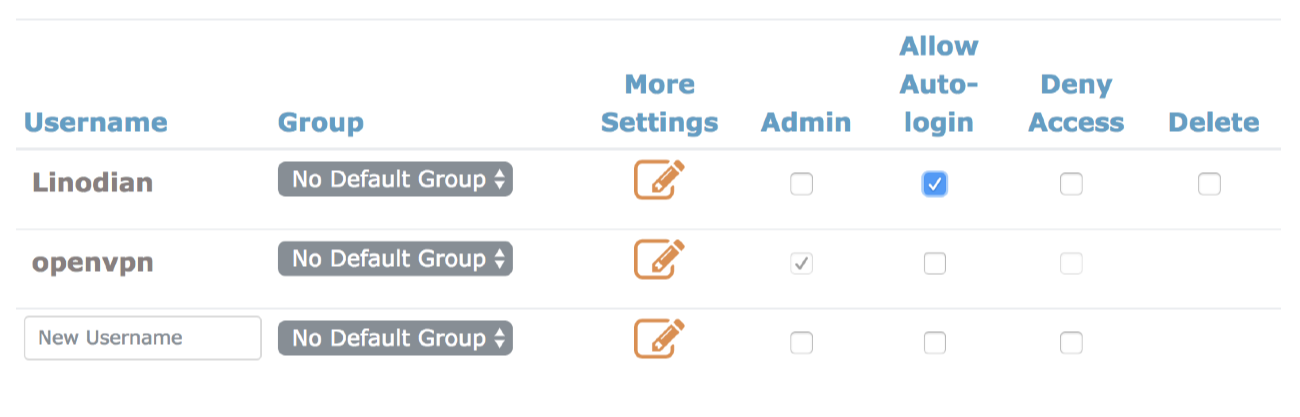 Username Group More Settings Admin Allow Auto-login Deny Access Delete
Linodian No Default Group
openvpn No Default Group
New Username No Default Group